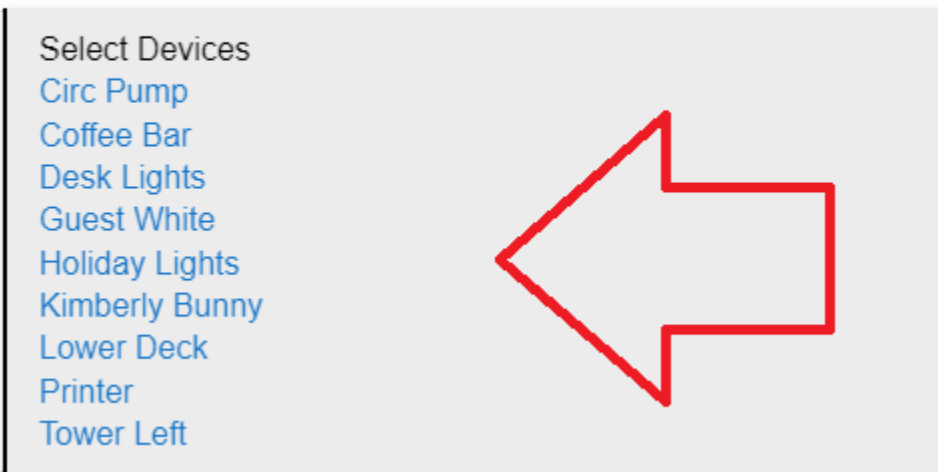 Select Devices
Circ Pump
Coffee Bar
Desk Lights
Guest White
Holiday Lights
Kimberly Bunny
Lower Deck
Printer
Tower Left